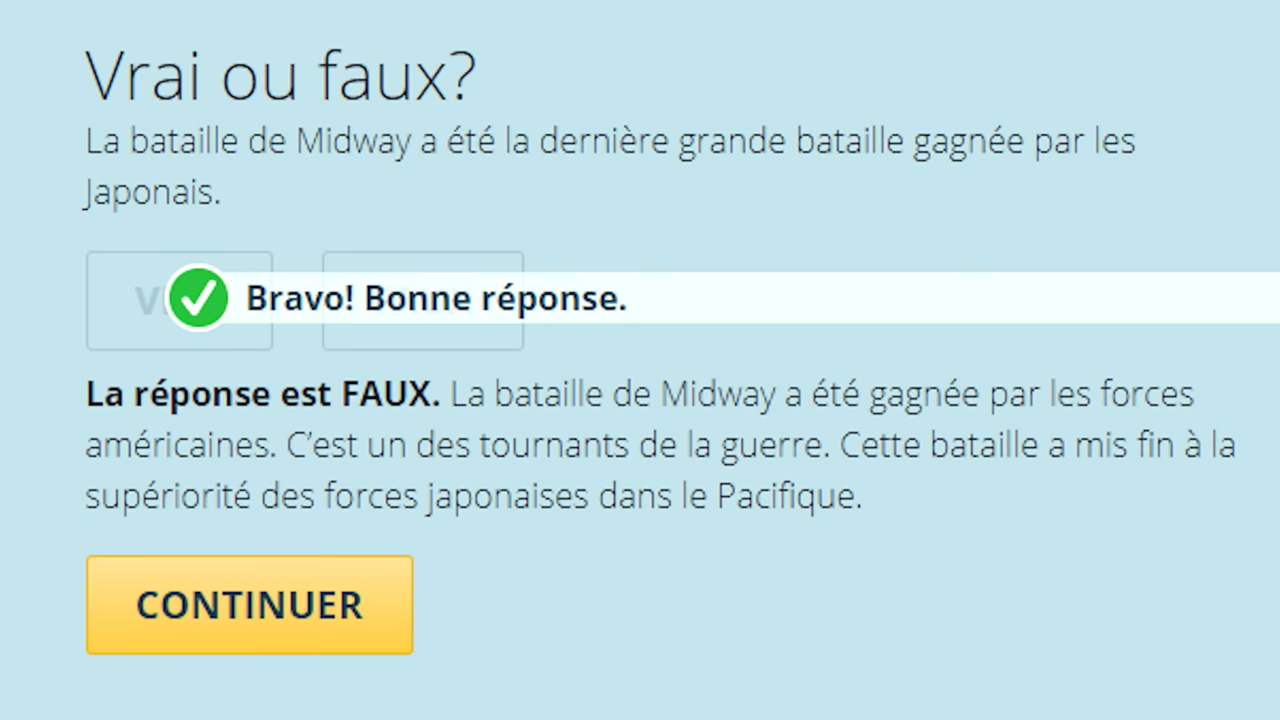 Vrai ou faux?
La bataille de Midway a été la dernière grande bataille gagnée par les
Japonais.
Bravo! Bonne réponse.
La réponse est FAUX. La bataille de Midway a été gagnée par les forces
américaines. C’est un des tournants de la guerre. Cette bataille a mis fin à la
supériorité des forces japonaises dans le Pacifique.
CONTINUER